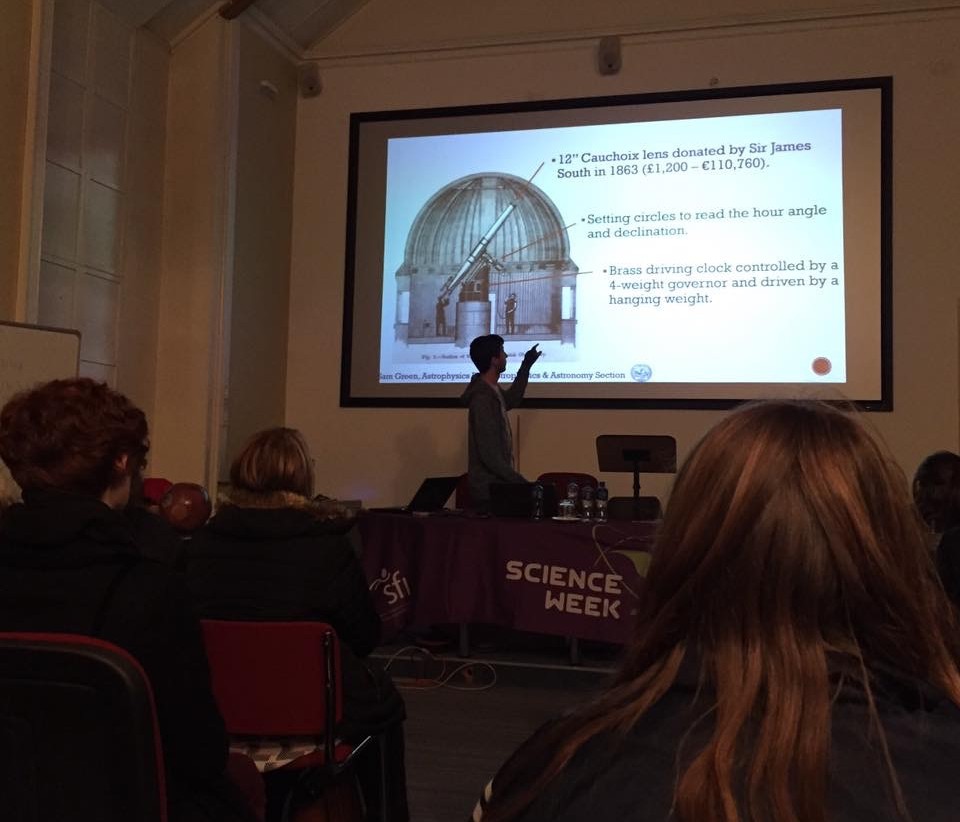 • 12" Cauchoix lens donated by Sir James
South in 1863 (£1,200 – €110,760).
• Setting circles to read the hour angle
and declination.
• Brass driving clock controlled by a
4-weight governor and driven by a
hanging weight.
Green, Astrophysics
& Astronomy Section
sfi
SCIENCE
WEEK